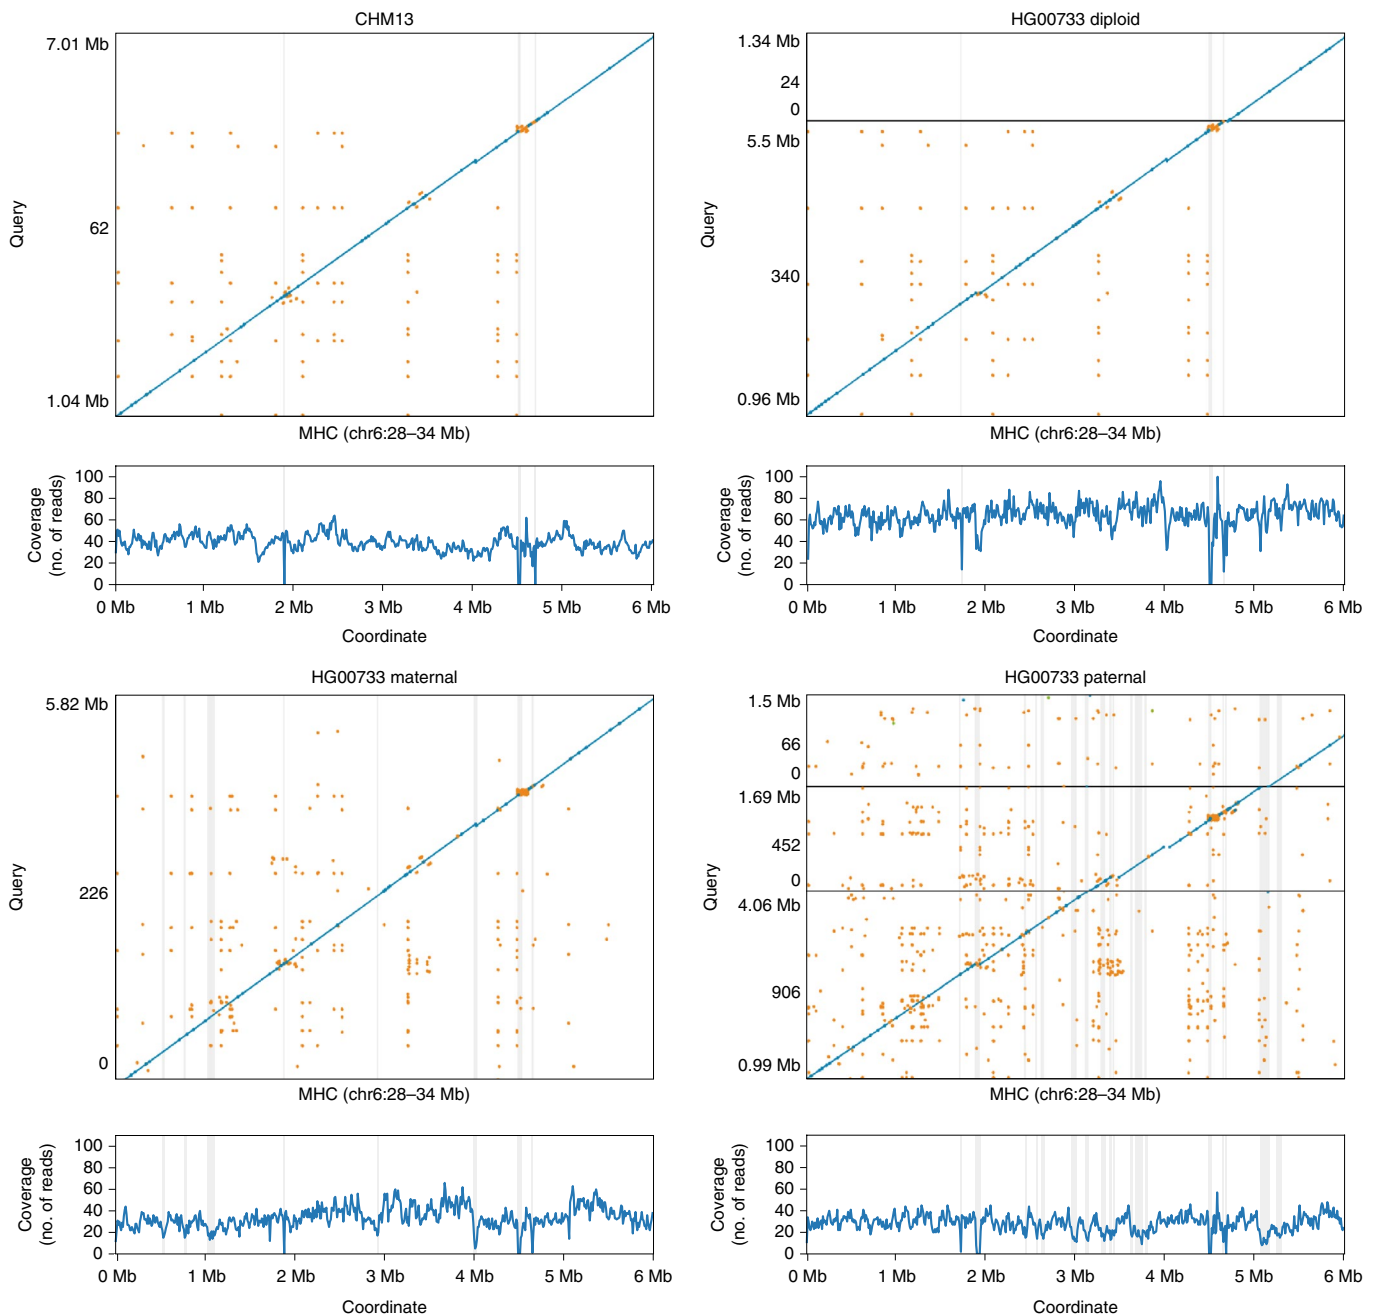 CHM13
7.01 Mb
Query
62
1.04 Mb
MHC (chr6:28–34 Mb)
Coverage
(no. of reads)
100
80
60
40
20
0
0 Mb 1 Mb 2 Mb 3 Mb 4 Mb 5 Mb 6 Mb
Coordinate
HG00733 diploid
1.34 Mb
24
0
5.5 Mb
Query
340
0.96 Mb
MHC (chr6:28–34 Mb)
Coverage
(no. of reads)
100
80
60
40
20
0
0 Mb 1 Mb 2 Mb 3 Mb 4 Mb 5 Mb 6 Mb
Coordinate
HG00733 maternal
5.82 Mb
Query
226
0
MHC (chr6:28–34 Mb)
Coverage
(no. of reads)
100
80
60
40
20
0
0 Mb 1 Mb 2 Mb 3 Mb 4 Mb 5 Mb 6 Mb
Coordinate
HG00733 paternal
1.5 Mb
66
0
1.69 Mb
452
0
Query
4.06 Mb
906
0.99 Mb
MHC (chr6:28–34 Mb)
Coverage
(no. of reads)
100
80
60
40
20
0
0 Mb 1 Mb 2 Mb 3 Mb 4 Mb 5 Mb 6 Mb
Coordinate